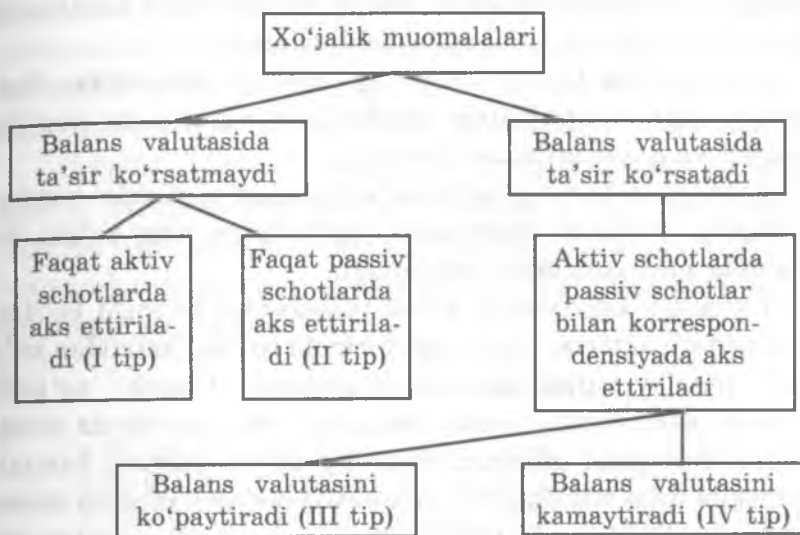 Xo‘jalik muomalalari
Balans valutasida
ta'sir ko‘rsatmaydi
Balans valutasida
ta'sir ko‘rsatadi
Faqat aktiv
schotlarda
aks ettirila-
di (I tip)
Faqat passiv
schotlarda
aks ettirila-
di (II tip)
Aktiv schotlarda
passiv schotlar
bilan korrespon-
densiyada aks
ettiriladi
Balans valutasini
ko‘paytiradi (III tip)
Balans valutasini
kamaytiradi (IV tip)